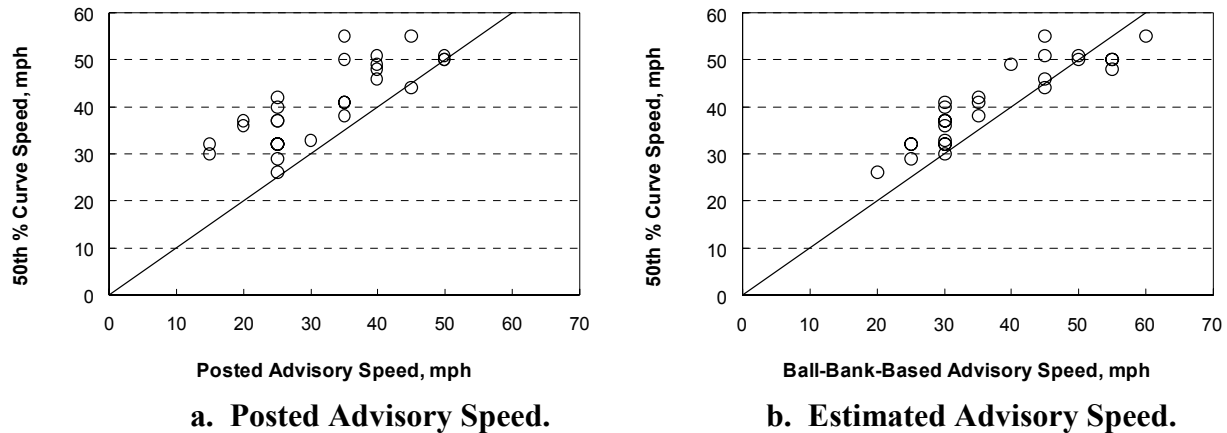 60
50
40
30
20
10
0
0 10 20 30 40 50 60 70
50th % Curve Speed, mph
Posted Advisory Speed, mph
a. Posted Advisory Speed.
60
50
40
30
20
10
0
0 10 20 30 40 50 60 70
50th % Curve Speed, mph
Ball-Bank-Based Advisory Speed, mph
b. Estimated Advisory Speed.